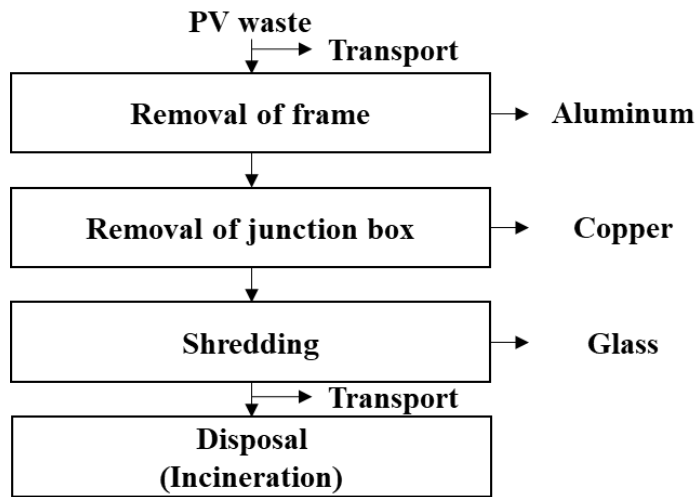 PV waste
Transport
Removal of frame
Aluminum
Removal of junction box
Copper
Shredding
Glass
Transport
Disposal
(Incineration)